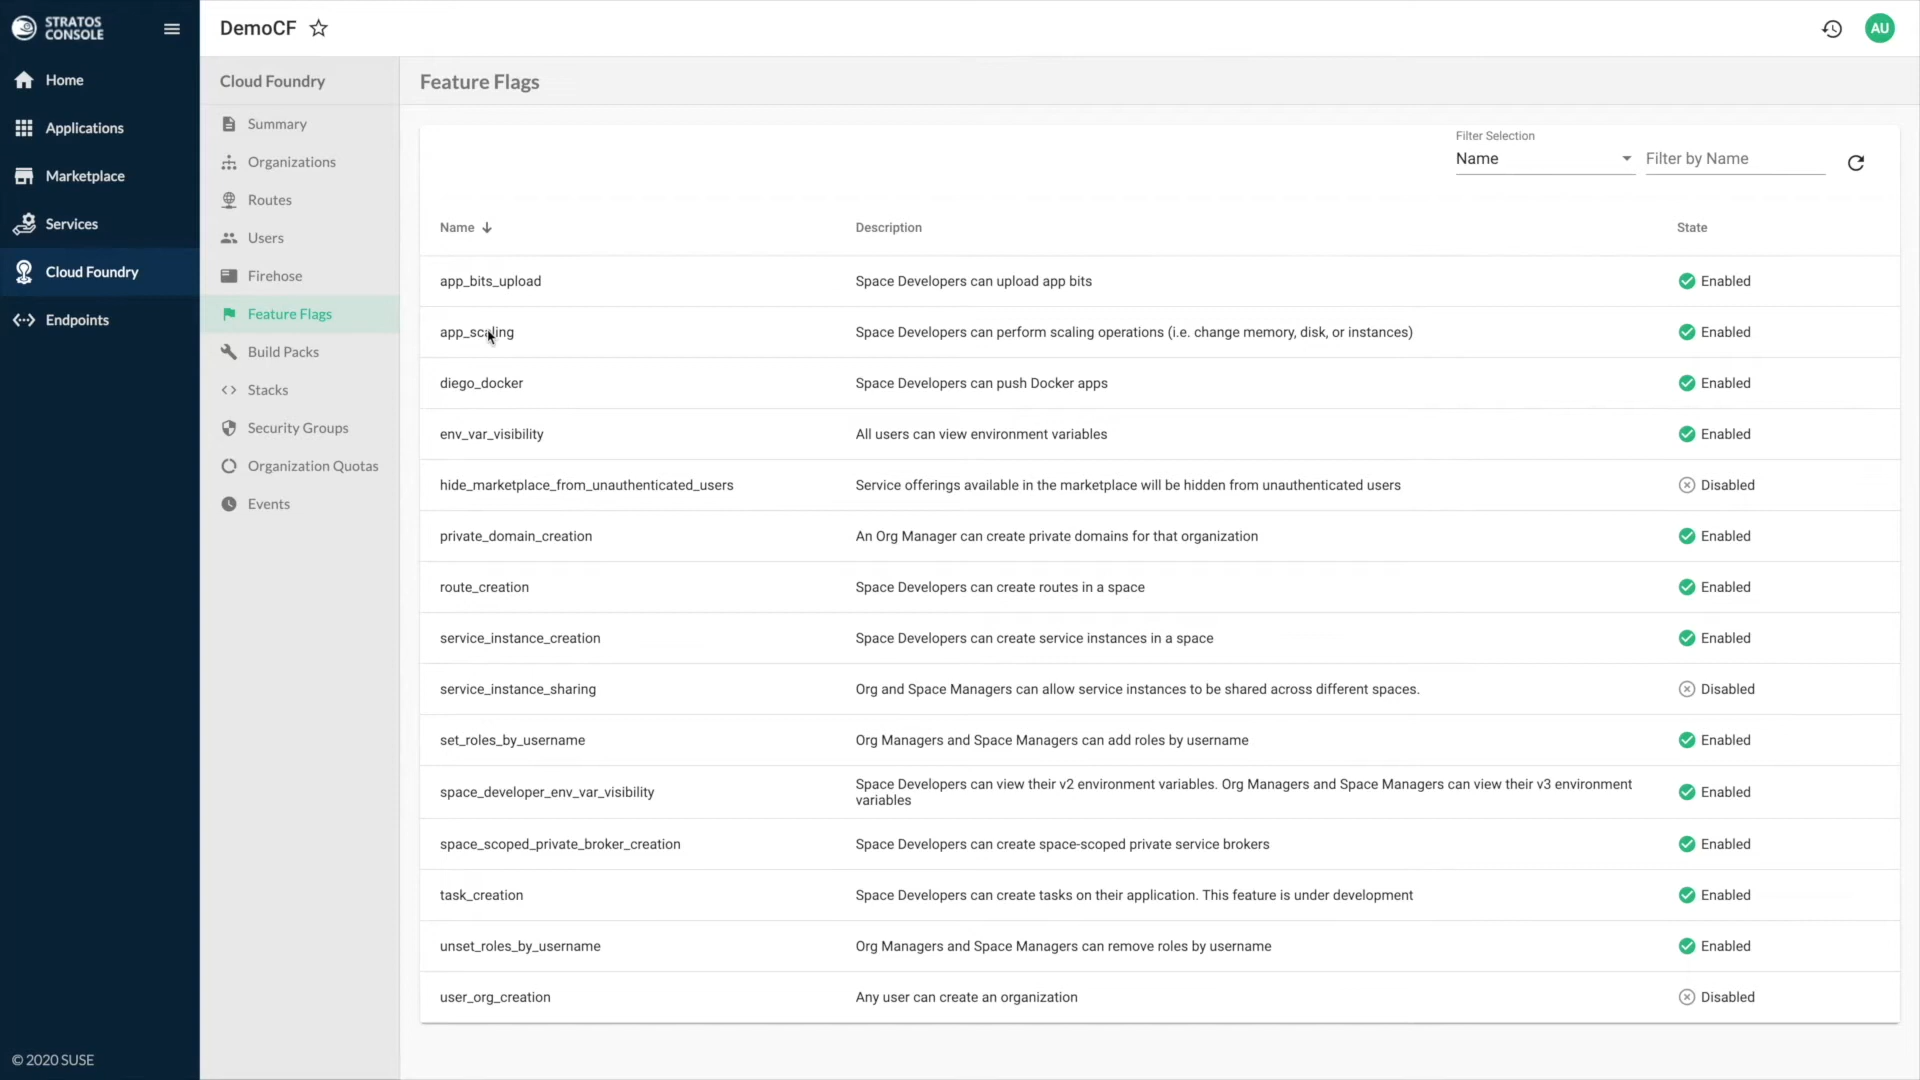 STRATOS
CONSOLE
DemoCF
AU
Home
Applications
Marketplace
Services
Cloud Foundry
Endpoints
© 2020 SUSE
Cloud Foundry
Summary
Organizations
Routes
Users
Firehose
Feature Flags
Build Packs
Stacks
Security Groups
Organization Quotas
Events
Feature Flags
Filter Selection
Name
Filter by Name
Name Description State
app_bits_upload Space Developers can upload app bits Enabled
app_scaling Space Developers can perform scaling operations (i.e. change memory, disk, or instances) Enabled
diego_docker Space Developers can push Docker apps Enabled
env_var_visibility All users can view environment variables Enabled
hide_marketplace_from_unauthenticated_users Service offerings available in the marketplace will be hidden from unauthenticated users Disabled
private_domain_creation An Org Manager can create private domains for that organization Enabled
route_creation Space Developers can create routes in a space Enabled
service_instance_creation Space Developers can create service instances in a space Enabled
service_instance_sharing Org and Space Managers can allow service instances to be shared across different spaces. Disabled
set_roles_by_username Org Managers and Space Managers can add roles by username Enabled
space_developer_env_var_visibility Space Developers can view their v2 environment variables. Org Managers and Space Managers can view their v3 environment
variables Enabled
space_scoped_private_broker_creation Space Developers can create space-scoped private service brokers Enabled
task_creation Space Developers can create tasks on their application. This feature is under development Enabled
unset_roles_by_username Org Managers and Space Managers can remove roles by username Enabled
user_org_creation Any user can create an organization Disabled